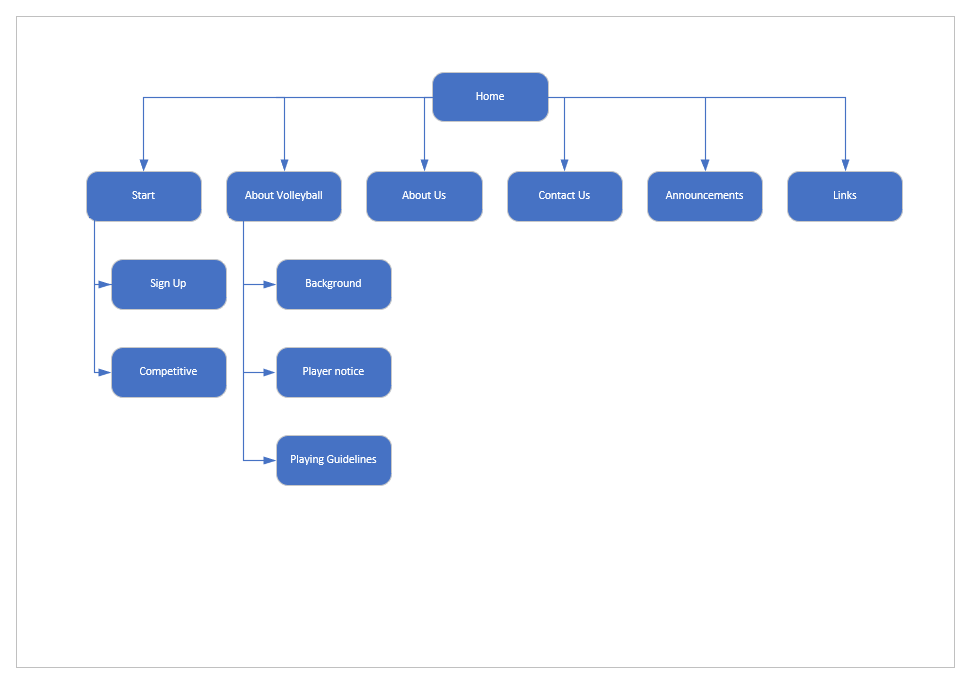 Home
Start
About Volleyball
About Us
Contact Us
Announcements
Links
Sign Up
Background
Competitive
Player notice
Playing Guidelines